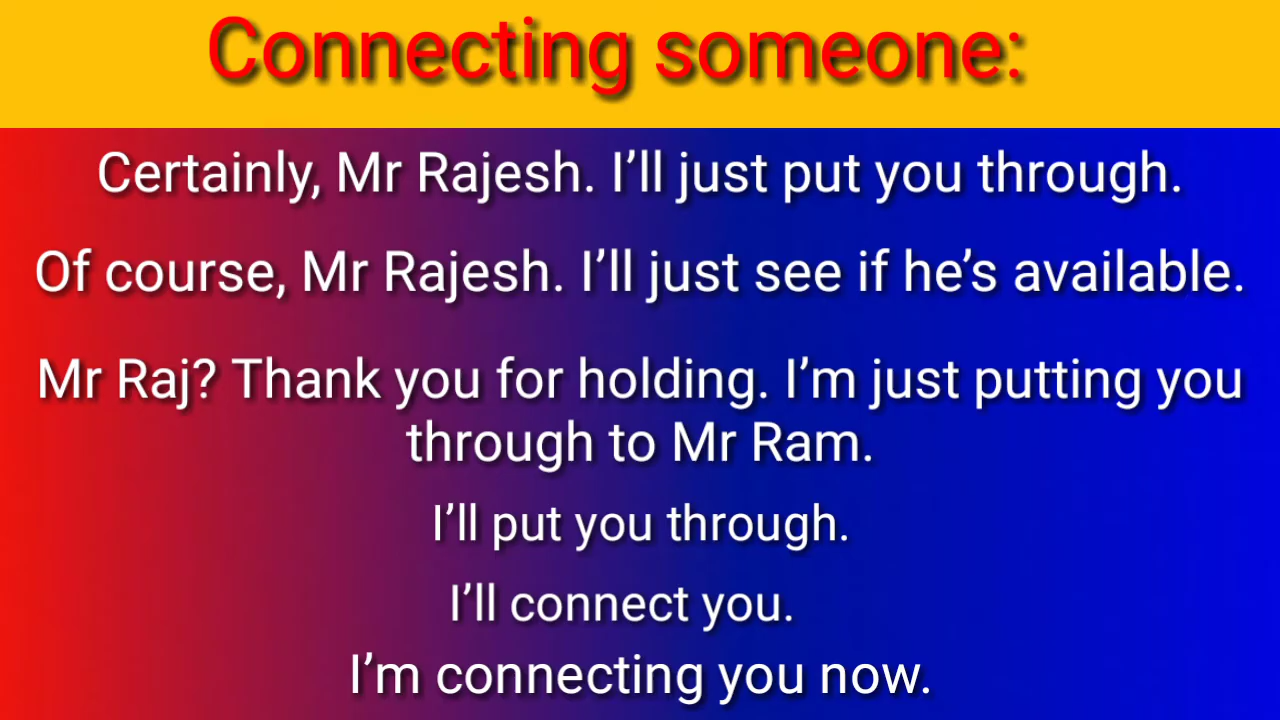 Connecting someone:
Certainly, Mr Rajesh. I’ll just put you through.
Of course, Mr Rajesh. I’ll just see if he’s available.
Mr Raj? Thank you for holding. I’m just putting you
through to Mr Ram.
I’ll put you through.
I’ll connect you.
I’m connecting you now.